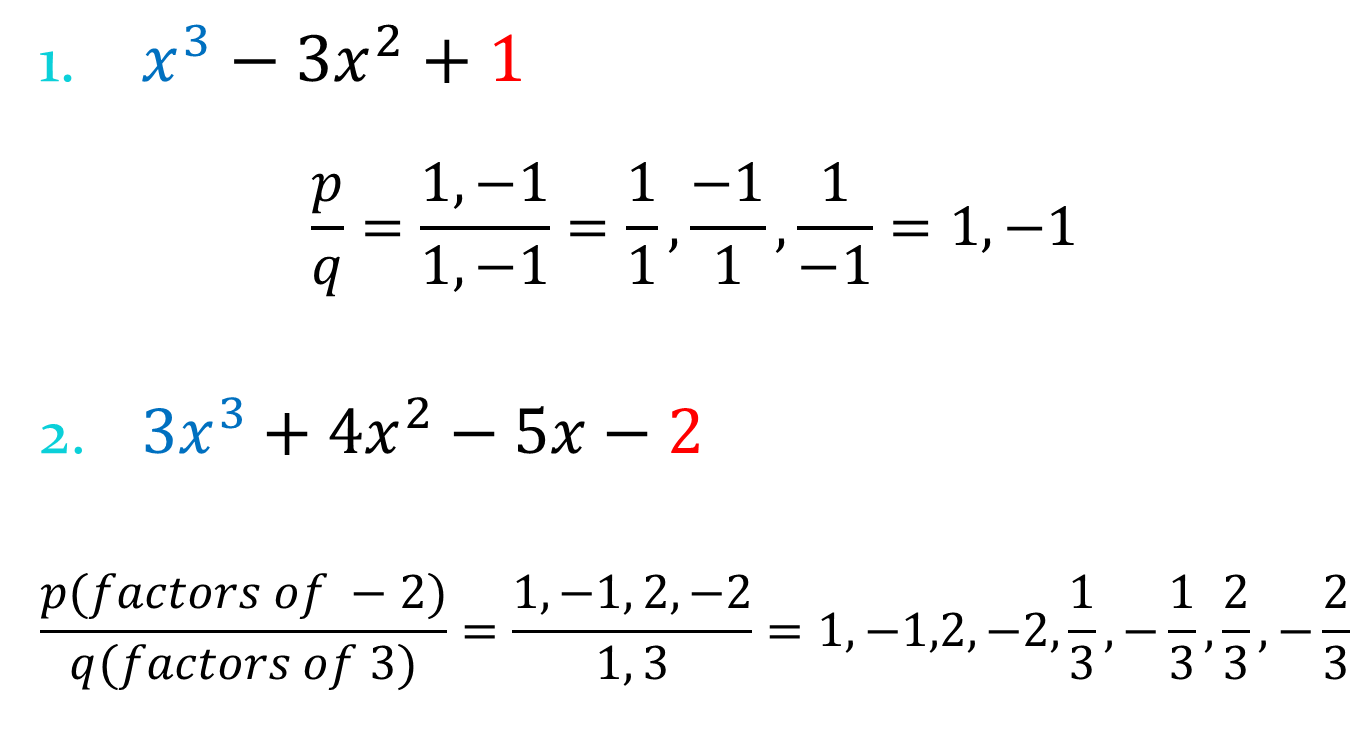 1. x³ − 3x² + 1
p/q = 1, −1/1, −1 = 1/1, −1/1, 1/−1 = 1, −1
2. 3x³ + 4x² − 5x − 2
p(factors of − 2)/q(factors of 3) = 1, −1, 2, −2/1, 3 = 1, −1,2, −2, 1/3, − 1/3, 2/3, − 2/3